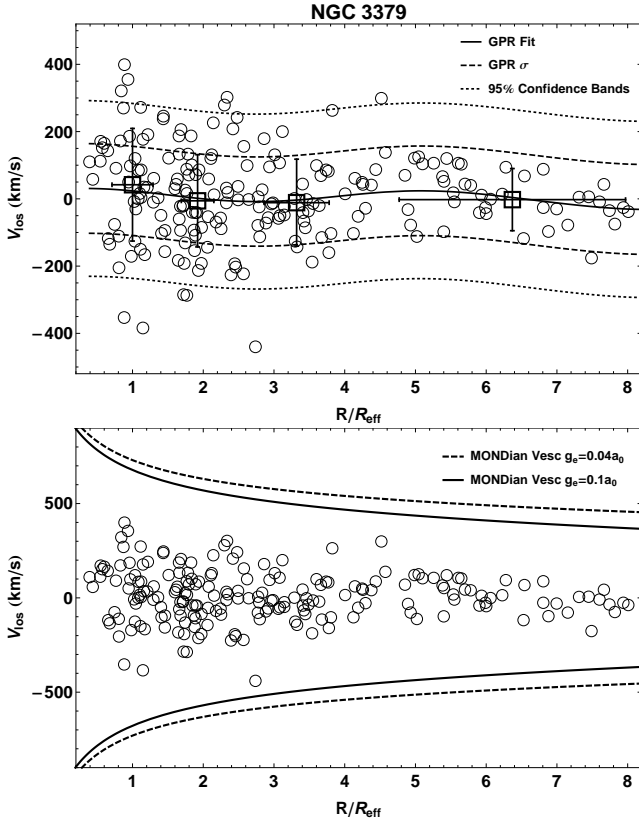 NGC 3379
GPR Fit
GPR σ
95% Confidence Bands
400
200
0
-200
-400
Vlos (km/s)
1 2 3 4 5 6 7 8
R/Reff
MONDian Vesc ge=0.04a0
MONDian Vesc ge=0.1a0
500
0
-500
Vlos (km/s)
1 2 3 4 5 6 7 8
R/Reff